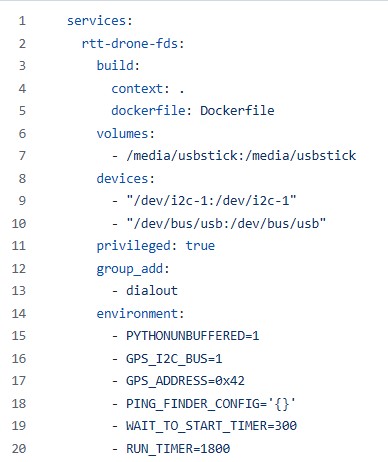 1 services:
2   rtt-drone-fds:
3     build:
4       context: .
5       dockerfile: Dockerfile
6     volumes:
7       - /media/usbstick:/media/usbstick
8     devices:
9       - "/dev/i2c-1:/dev/i2c-1"
10       - "/dev/bus/usb:/dev/bus/usb"
11     privileged: true
12     group_add:
13       - dialout
14     environment:
15       - PYTHONUNBUFFERED=1
16       - GPS_I2C_BUS=1
17       - GPS_ADDRESS=0x42
18       - PING_FINDER_CONFIG='{}'
19       - WAIT_TO_START_TIMER=300
20       - RUN_TIMER=1800